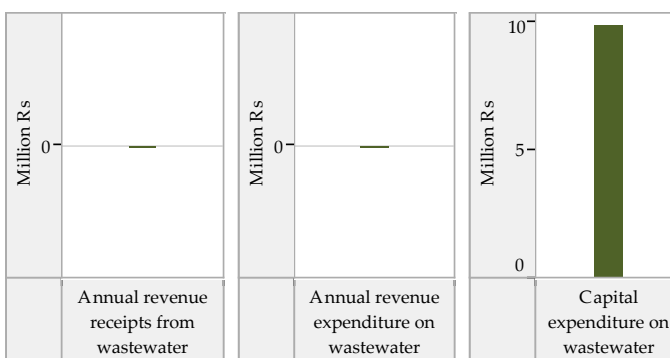 Million Rs
0
Annual revenue
receipts from
wastewater
Million Rs
0
Annual revenue
expenditure on
wastewater
Million Rs
10
5
0
Capital
expenditure on
wastewater